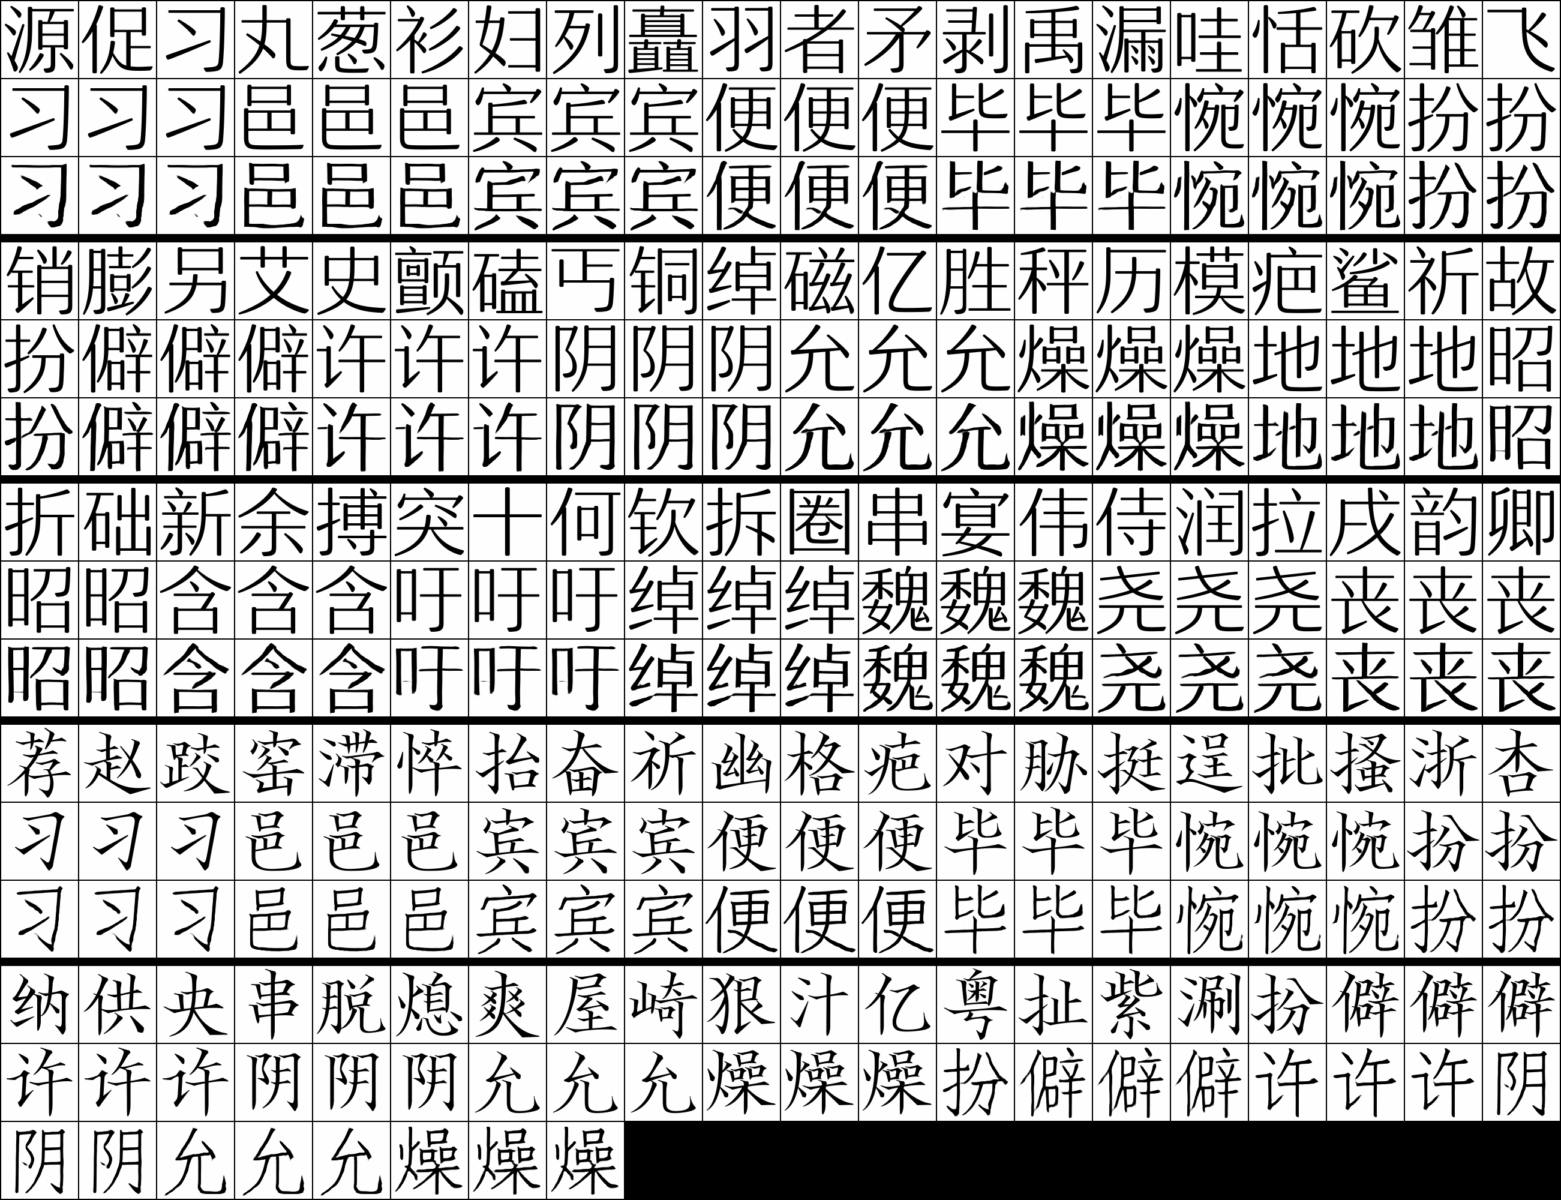 源促习丸葱衫妇列矗羽者矛剥禹漏哇恬砍雏飞
习习习邑邑邑宾宾宾便便便毕毕毕惋惋惋扮扮
习习习邑邑邑宾宾宾便便便毕毕毕惋惋惋扮扮
销膨另艾史颤磕丐铜绰磁亿胜秤历模疤鲨祈故
扮僻僻僻许许许阴阴阴允允允燥燥燥地地地昭
扮僻僻僻许许许阴阴阴允允允燥燥燥地地地昭
折础新余搏突十何钦拆圈串宴伟侍润拉戌韵卿
昭昭含含含吁吁吁绰绰绰魏魏魏尧尧尧丧丧丧
昭昭含含含吁吁吁绰绰绰魏魏魏尧尧尧丧丧丧
荐赵跤窑滞悴抬奋祈幽格疤对胁挺逞批搔浙杏
习习习邑邑邑宾宾宾便便便毕毕毕惋惋惋扮扮
习习习邑邑邑宾宾宾便便便毕毕毕惋惋惋扮扮
纳供央串脱熄爽屋崎狠汁亿粤扯紫涮扮僻僻僻
许许许阴阴阴允允允燥燥燥扮僻僻僻许许许阴
阴阴允允允燥燥燥